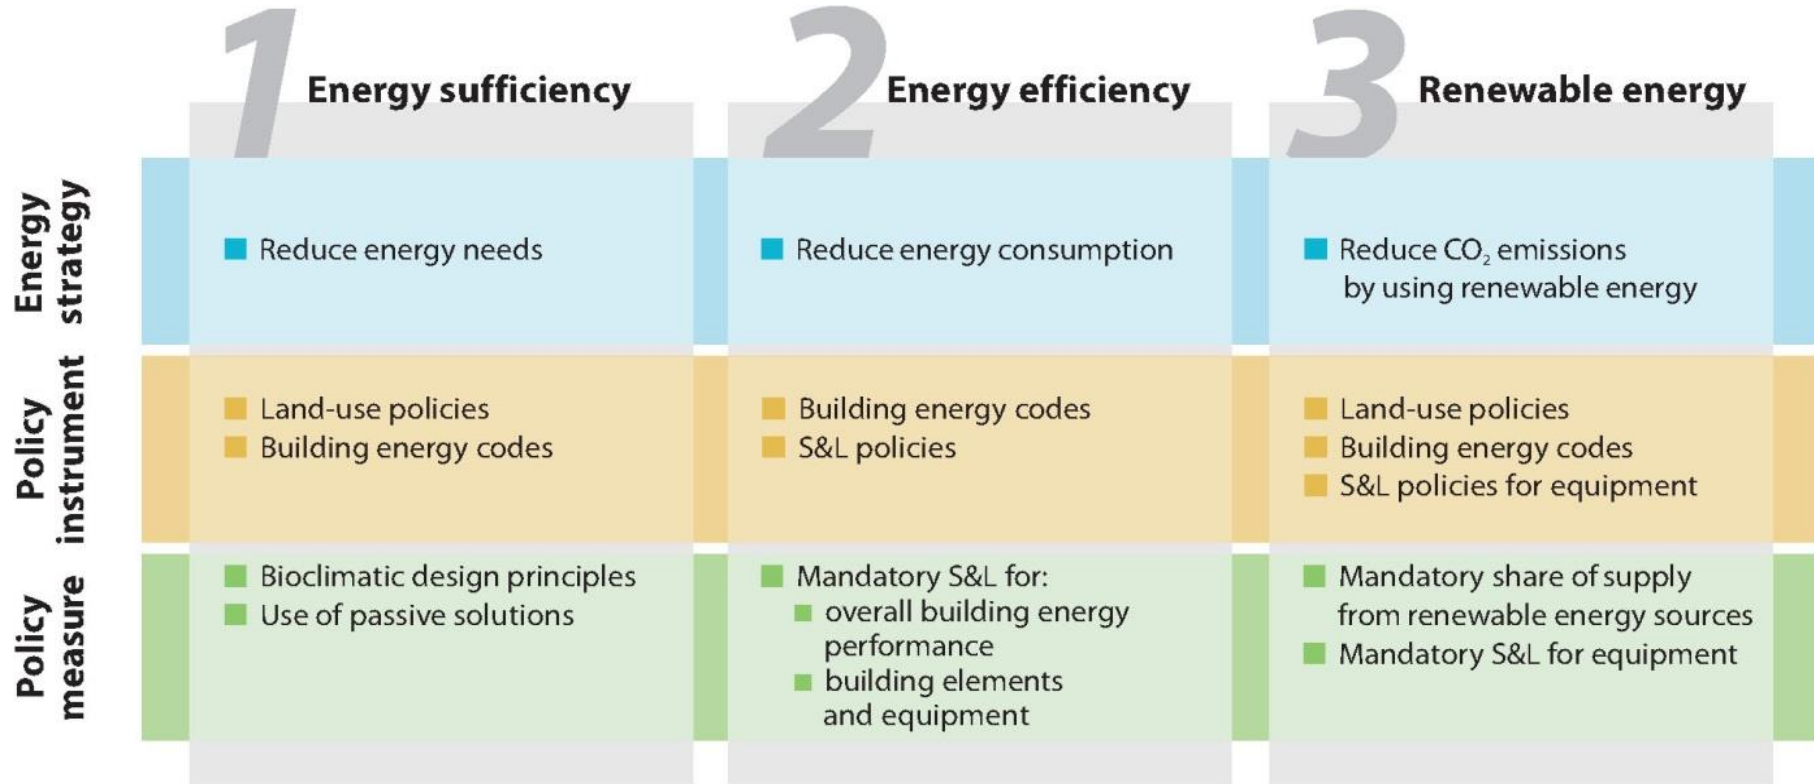 1 Energy sufficiency
2 Energy efficiency
3 Renewable energy
Energy
strategy
Reduce energy needs
Reduce energy consumption
Reduce CO₂ emissions
by using renewable energy
Policy
instrument
Land-use policies
Building energy codes
Building energy codes
S&L policies
Land-use policies
Building energy codes
S&L policies for equipment
Policy
measure
Bioclimatic design principles
Use of passive solutions
Mandatory S&L for:
overall building energy
performance
building elements
and equipment
Mandatory share of supply
from renewable energy sources
Mandatory S&L for equipment